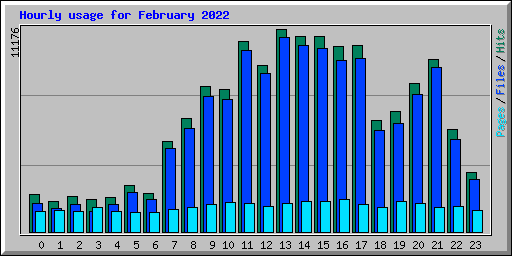 Hourly usage for February 2022
11176
Pages/Files/Hits
0 1 2 3 4 5 6 7 8 9 10 11 12 13 14 15 16 17 18 19 20 21 22 23